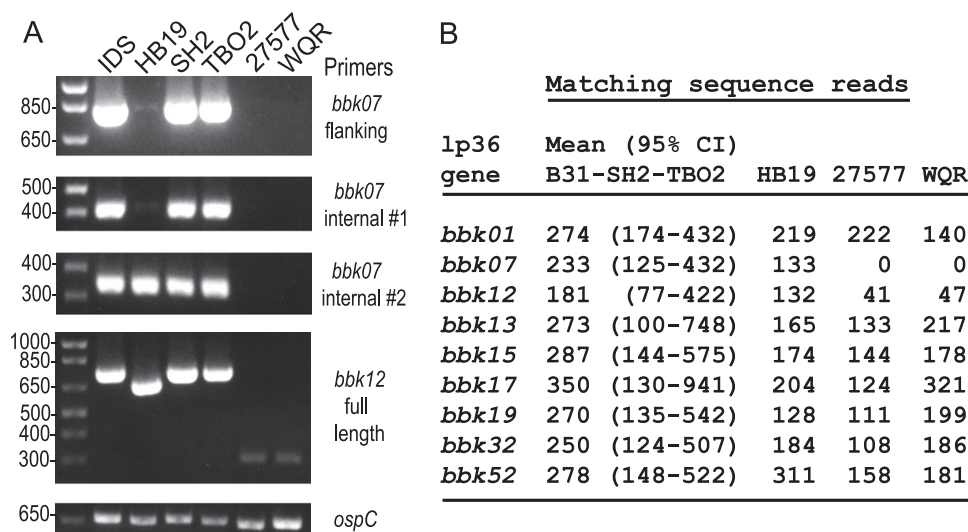 A
IDS HB19 SH2 TBO2 27577 WQR
Primers
850
650
bbk07
flanking
500
400
bbk07
internal #1
400
300
bbk07
internal #2
1000
850
650
500
400
300
bbk12
full
length
650
ospC
B
Matching sequence reads
lp36 Mean (95% CI)
gene B31-SH2-TBO2 HB19 27577 WQR
bbk01 274 (174-432) 219 222 140
bbk07 233 (125-432) 133 0 0
bbk12 181 (77-422) 132 41 47
bbk13 273 (100-748) 165 133 217
bbk15 287 (144-575) 174 144 178
bbk17 350 (130-941) 204 124 321
bbk19 270 (135-542) 128 111 199
bbk32 250 (124-507) 184 108 186
bbk52 278 (148-522) 311 158 181